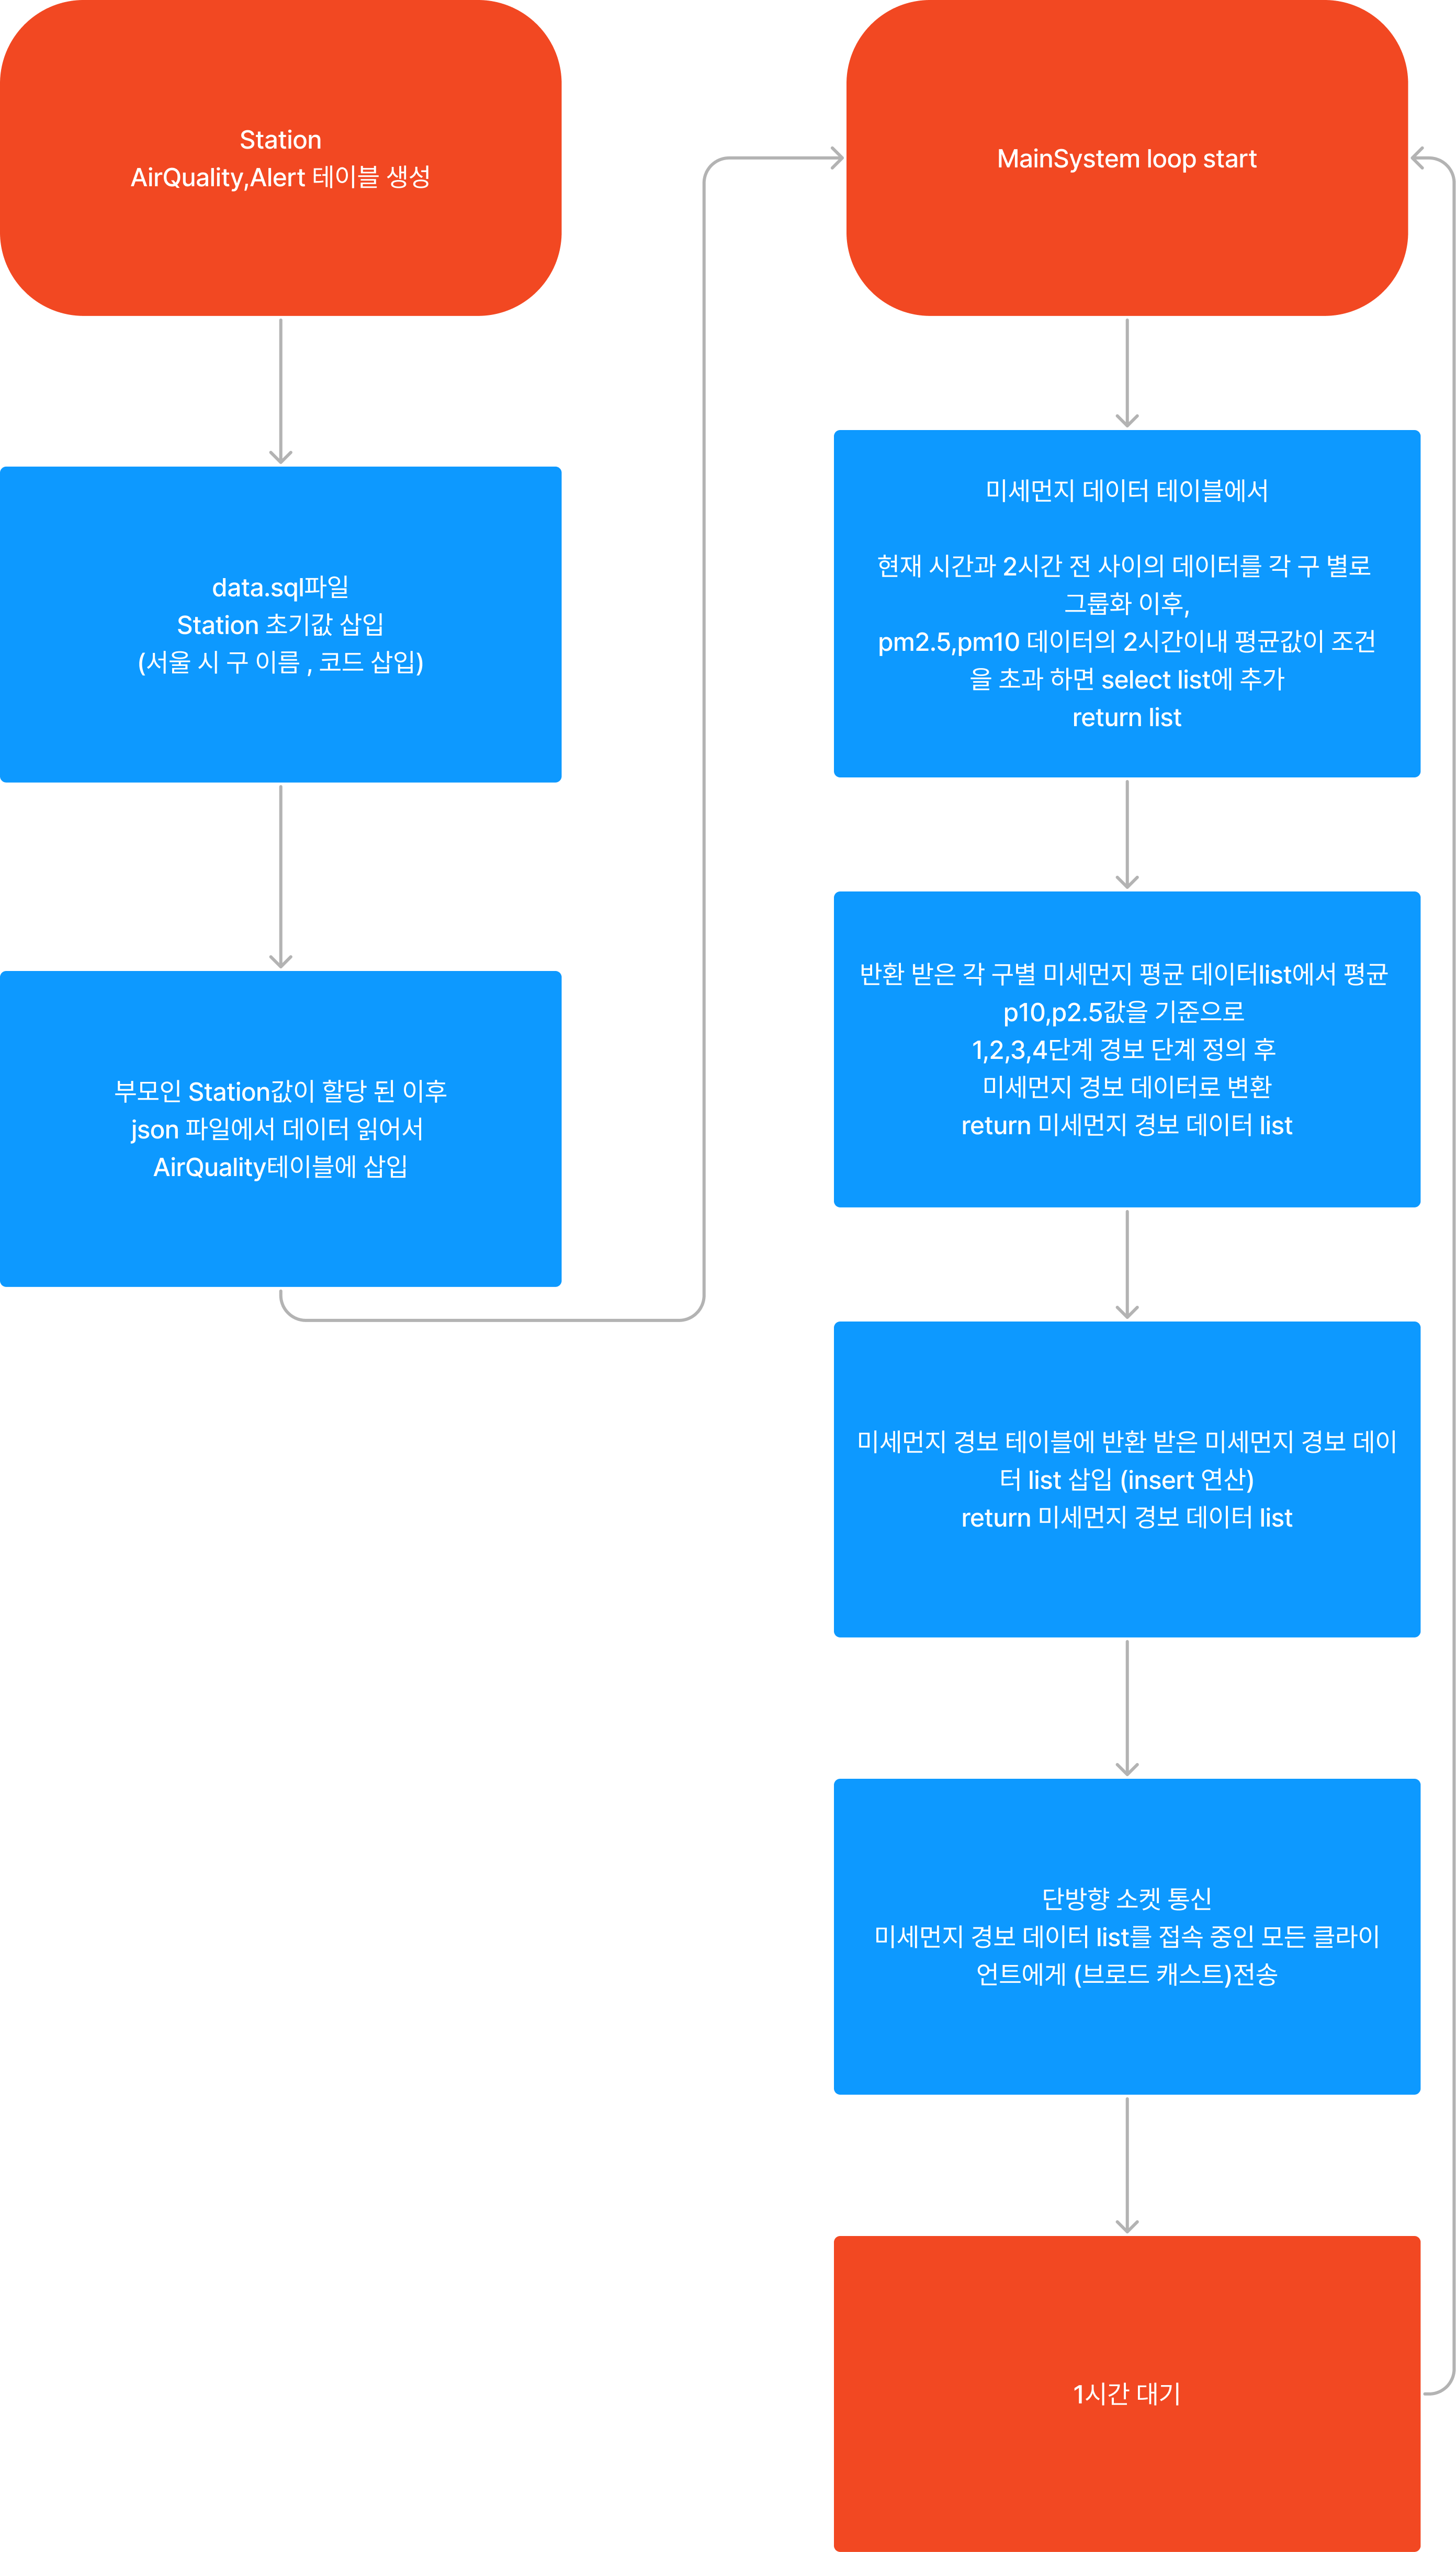 Station
AirQuality,Alert 테이블 생성
data.sql파일
Station 초기값 삽입
(서울 시 구 이름 , 코드 삽입)
부모인 Station값이 할당 된 이후
json 파일에서 데이터 읽어서
AirQuality테이블에 삽입
MainSystem loop start
미세먼지 데이터 테이블에서
현재 시간과 2시간 전 사이의 데이터를 각 구 별로
그룹화 이후,
pm2.5,pm10 데이터의 2시간이내 평균값이 조건
을 초과 하면 select list에 추가
return list
반환 받은 각 구별 미세먼지 평균 데이터list에서 평균
p10,p2.5값을 기준으로
1,2,3,4단계 경보 단계 정의 후
미세먼지 경보 데이터로 변환
return 미세먼지 경보 데이터 list
미세먼지 경보 테이블에 반환 받은 미세먼지 경보 데이
터 list 삽입 (insert 연산)
return 미세먼지 경보 데이터 list
단방향 소켓 통신
미세먼지 경보 데이터 list를 접속 중인 모든 클라이
언트에게 (브로드 캐스트)전송
1시간 대기